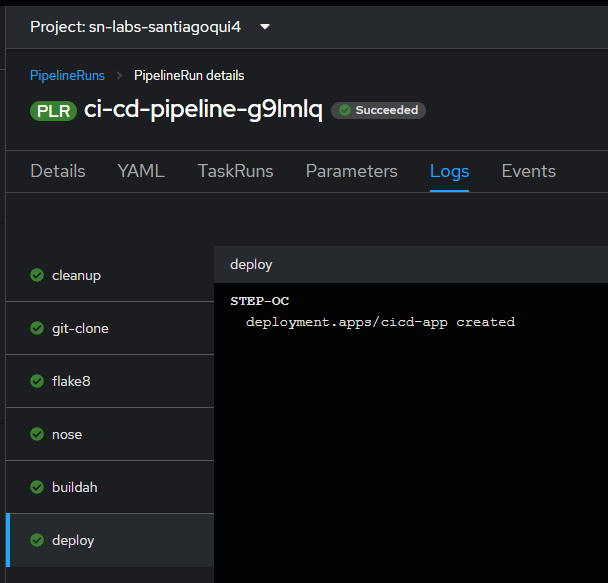 Project: sn-labs-santiagoqui4
PipelineRuns > PipelineRun details
PLR ci-cd-pipeline-g9lmlq Succeeded
Details YAML TaskRuns Parameters Logs Events
cleanup
git-clone
flake8
nose
buildah
deploy
deploy
STEP-OC
deployment.apps/cicd-app created